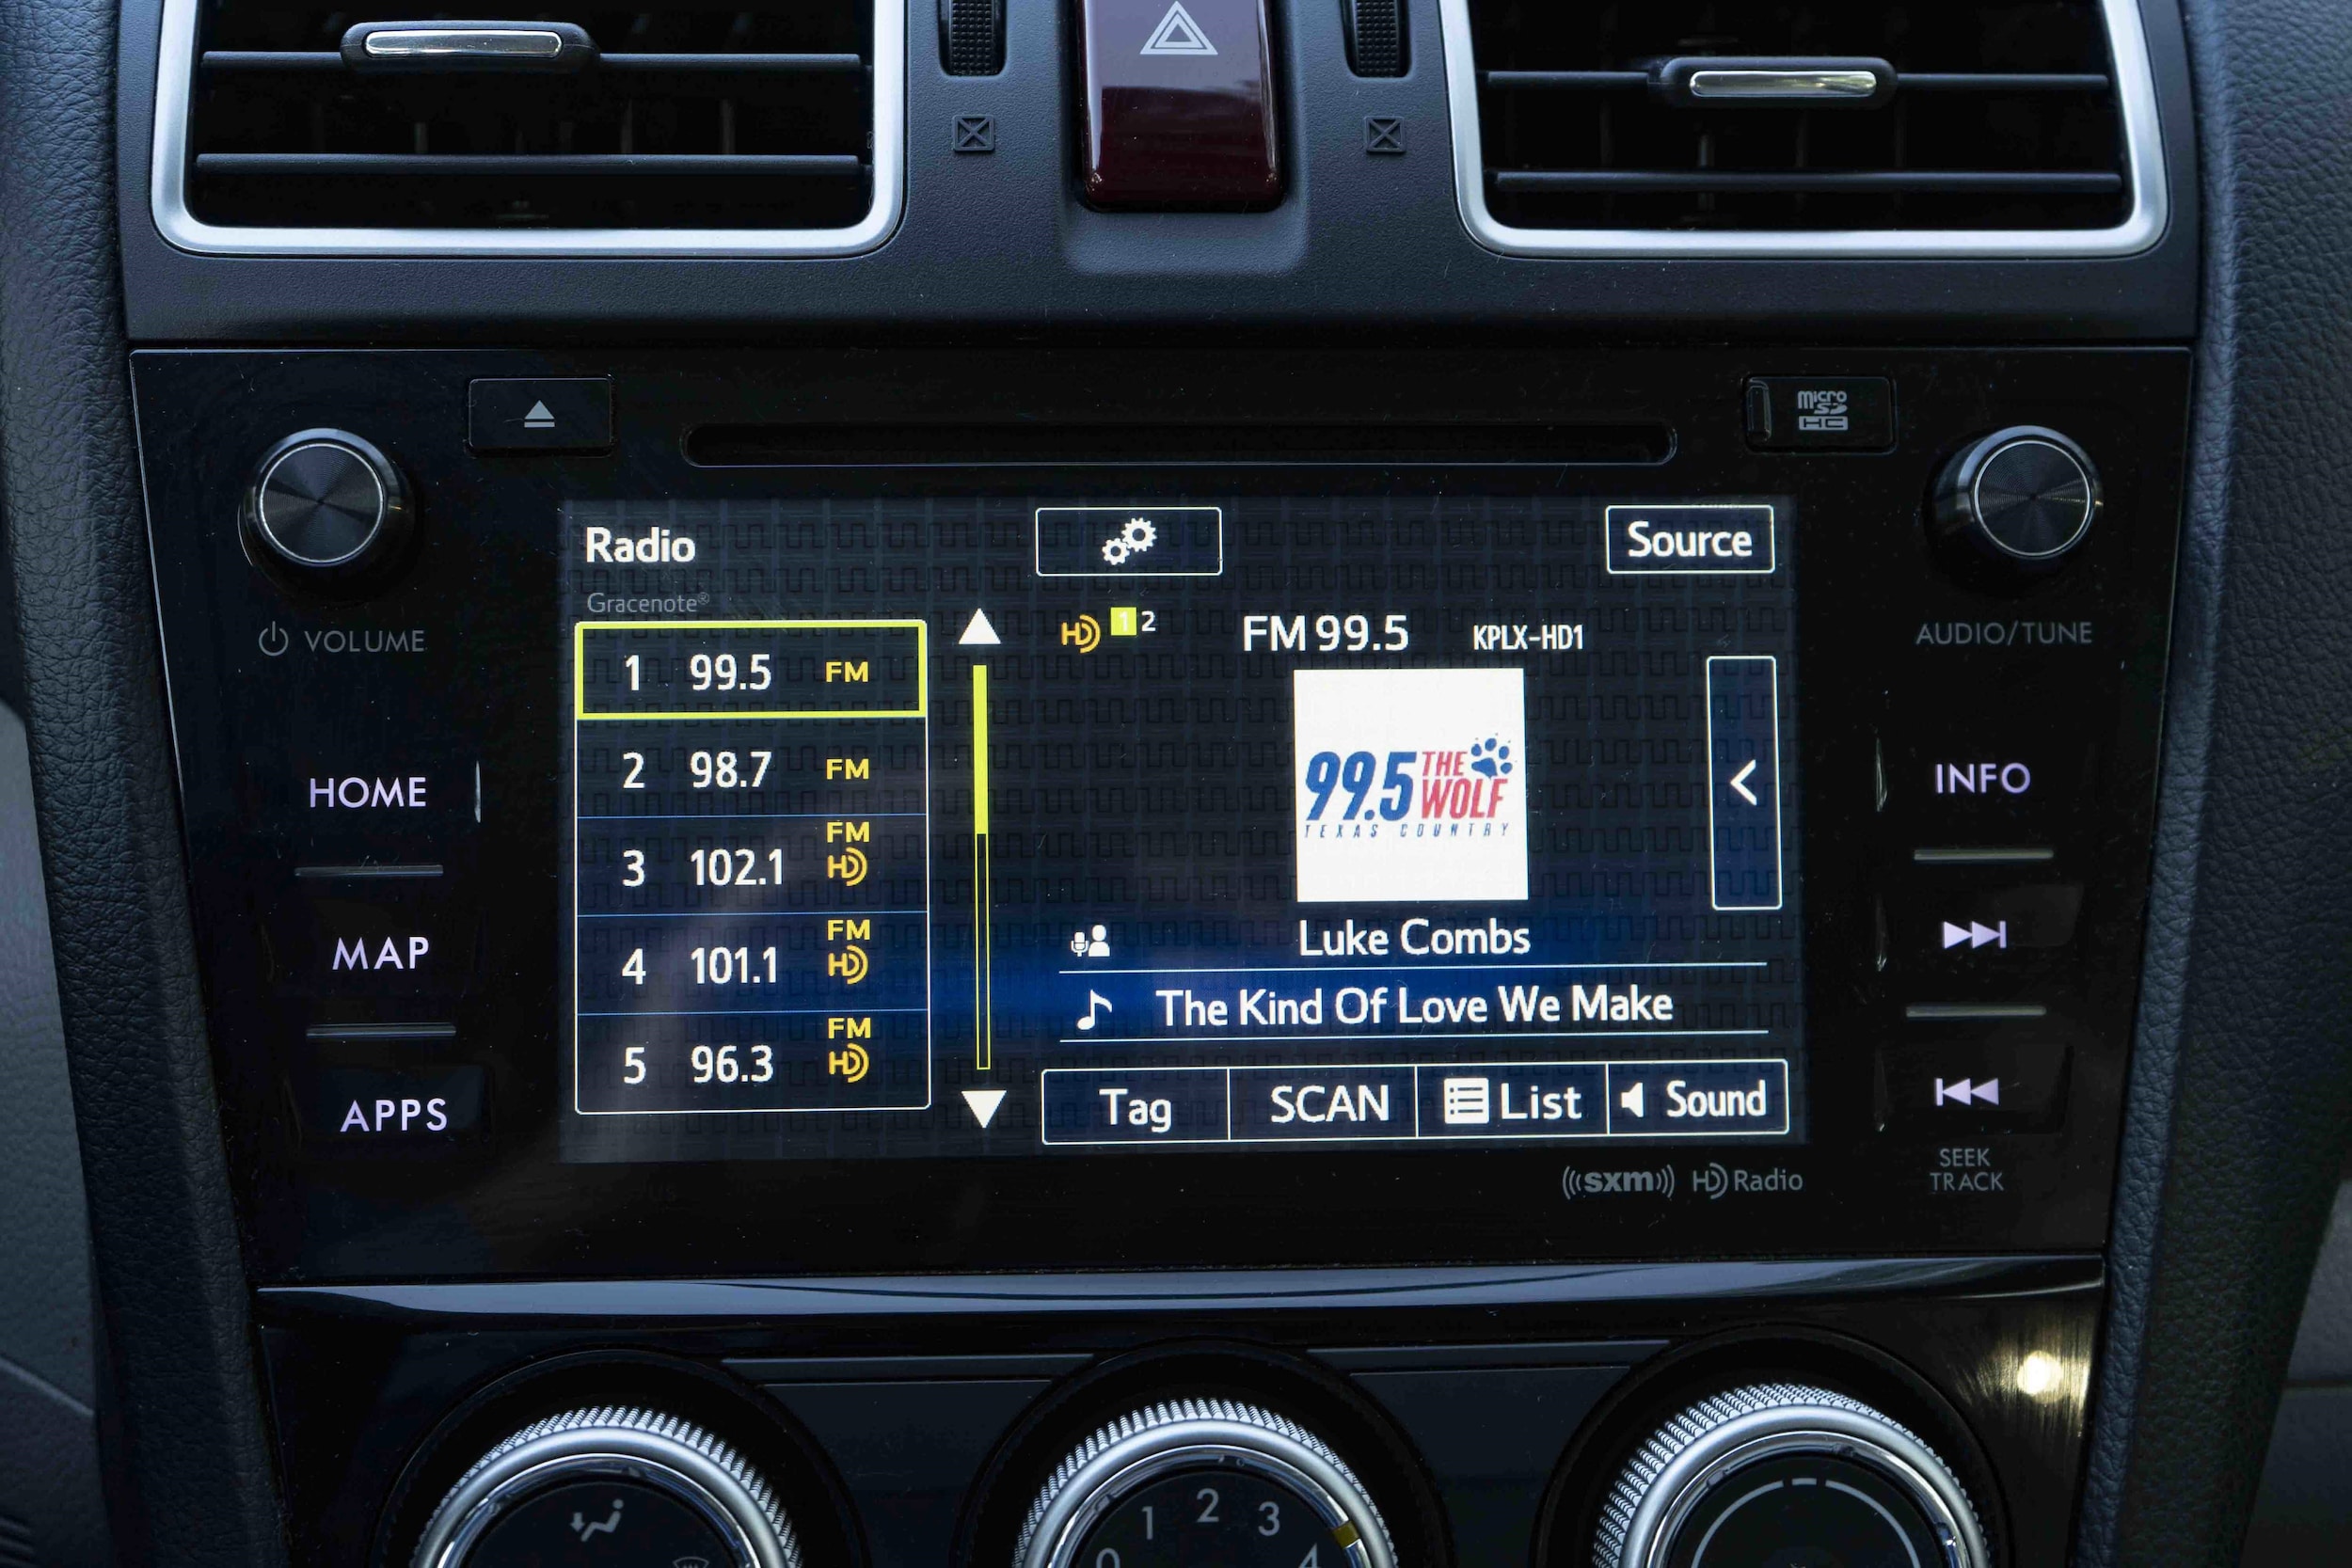 micro
SD
HC
VOLUME
AUDIO/TUNE
HOME
MAP
APPS
INFO
SEEK
TRACK
Radio
Source
Gracenote®
1 99.5 FM
2 98.7 FM
3 102.1 FM HD
4 101.1 FM HD
5 96.3 FM HD
HD 1 2
FM 99.5 KPLX-HD1
99.5 THE WOLF
TEXAS COUNTRY
Luke Combs
The Kind Of Love We Make
Tag SCAN List Sound
(((sxm))) HD Radio
0 1 2 3 4